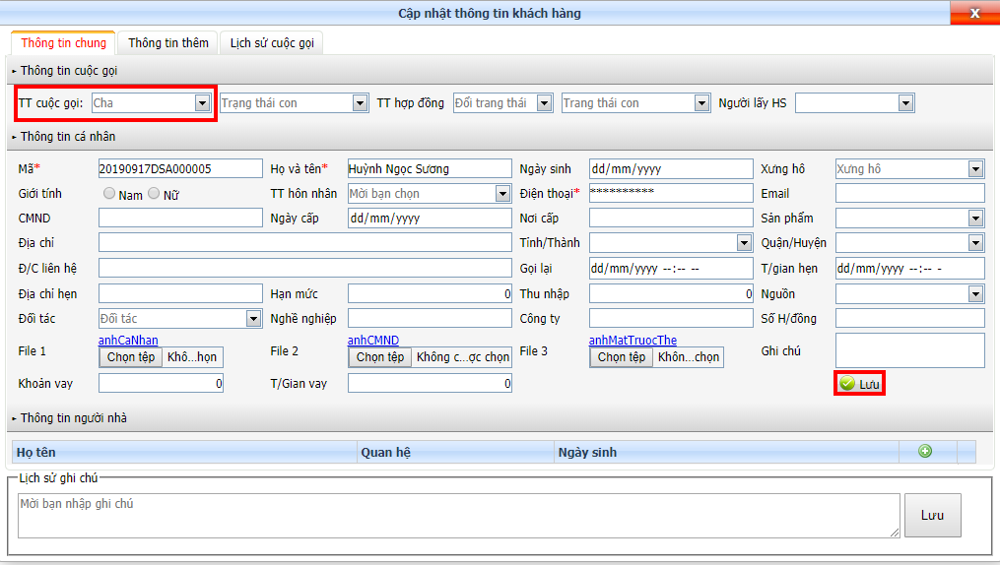 Cập nhật thông tin khách hàng X
Thông tin chung Thông tin thêm Lịch sử cuộc gọi
Thông tin cuộc gọi
TT cuộc gọi: Cha Trạng thái con TT hợp đồng Đổi trang thái Trang thái con Người lấy HS
Thông tin cá nhân
Mã* 20190917DSA000005 Họ và tên* Huỳnh Ngọc Sương Ngày sinh dd/mm/yyyy Xưng hô Xưng hô
Giới tính Nam Nữ TT hôn nhân Mời bạn chọn Điện thoại* ********** Email
CMND Ngày cấp dd/mm/yyyy Nơi cấp Sản phẩm
Địa chỉ Tỉnh/Thành Quận/Huyện
Đ/C liên hệ Gọi lại dd/mm/yyyy --:-- -- T/gian hẹn dd/mm/yyyy --:-- -
Địa chỉ hẹn Hạn mức 0 Thu nhập 0 Nguồn
Đối tác Đối tác Nghề nghiệp Công ty Số H/đồng
File 1 anhCaNhan File 2 anhCMND File 3 anhMatTruocThe Ghi chú
Chọn tệp Khô...họn Chọn tệp Không c...ợc chọn Chọn tệp Khôn...chọn
Khoản vay 0 T/Gian vay 0 Lưu
Thông tin người nhà
Họ tên Quan hệ Ngày sinh
Lịch sử ghi chú
Mời bạn nhập ghi chú
Lưu